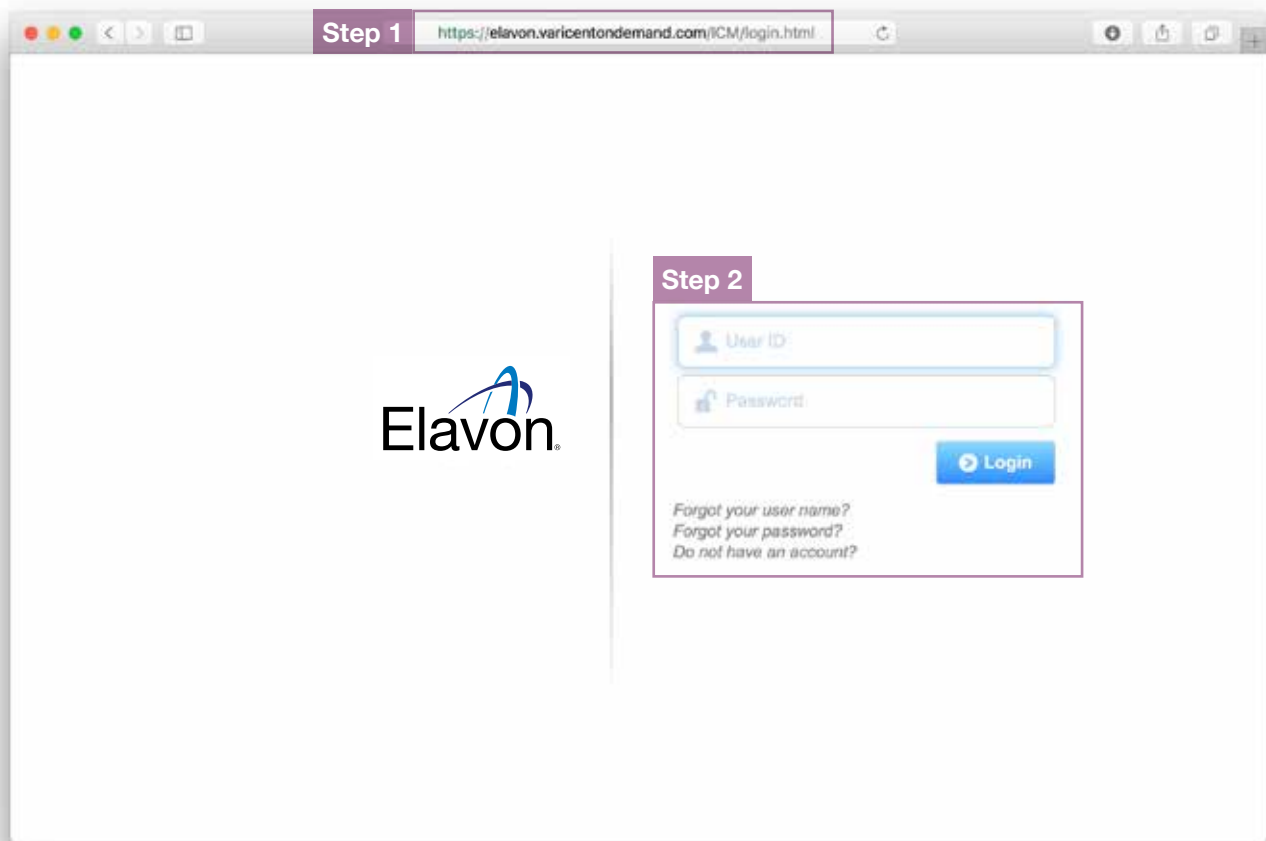 Step 1 https://elavon.varicentondemand.com/ICM/login.html
Step 2
User ID
Password
Elavon®
Login
Forgot your user name?
Forgot your password?
Do not have an account?